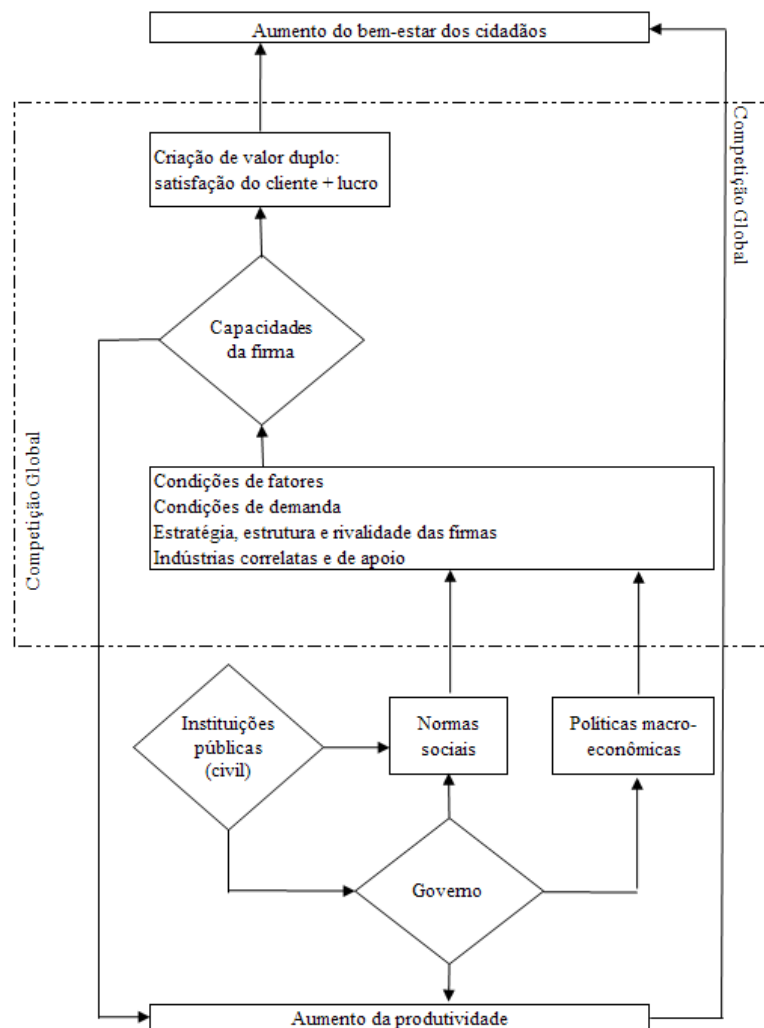 Aumento do bem-estar dos cidadãos
Competição Global
Criação de valor duplo:
satisfação do cliente + lucro
Capacidades
da firma
Condições de fatores
Condições de demanda
Estratégia, estrutura e rivalidade das firmas
Indústrias correlatas e de apoio
Competição Global
Instituições
públicas
(civil)
Normas
sociais
Políticas macro-
econômicas
Governo
Aumento da produtividade